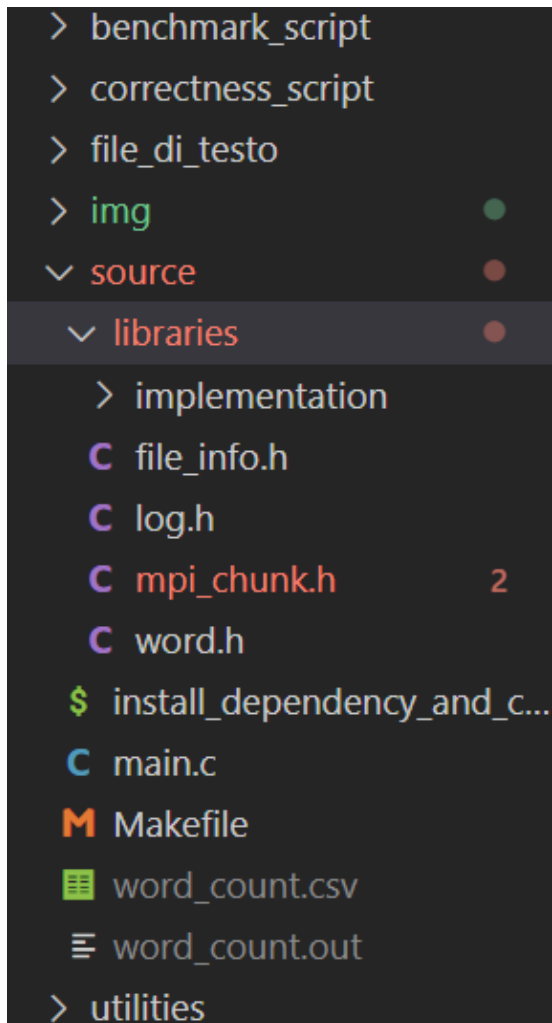 benchmark_script
correctness_script
file_di_testo
img
source
libraries
implementation
C file_info.h
C log.h
C mpi_chunk.h 2
C word.h
$ install_dependency_and_c...
C main.c
M Makefile
word_count.csv
word_count.out
utilities